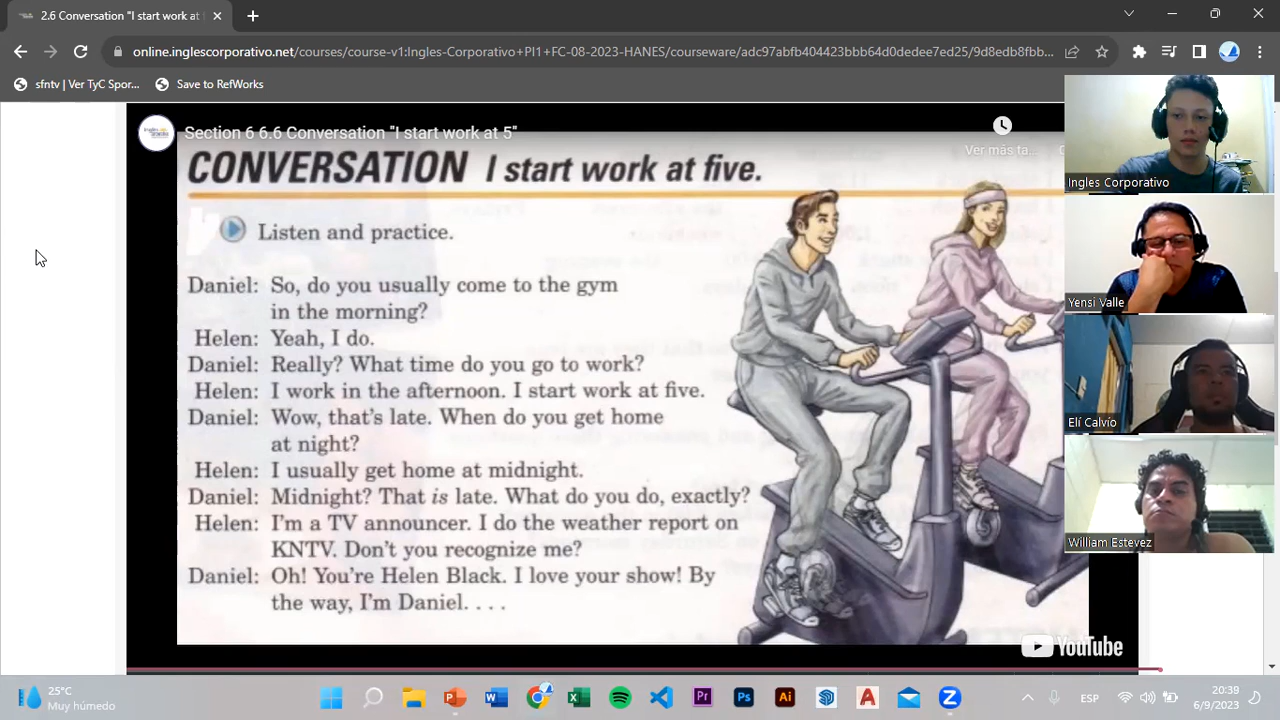 2.6 Conversation "I start work at
online.inglescorporativo.net/courses/course-v1:Ingles-Corporativo+PI1+FC-08-2023-HANES/courseware/adc97abfb404423bbb64d0dedee7ed25/9d8edb8fbb...
sfntv | Ver TyC Spor...
Save to RefWorks
Section 6 6.6 Conversation "I start work at 5"
Ver más ta...
CONVERSATION I start work at five.
Listen and practice.
Daniel: So, do you usually come to the gym
in the morning?
Helen: Yeah, I do.
Daniel: Really? What time do you go to work?
Helen: I work in the afternoon. I start work at five.
Daniel: Wow, that's late. When do you get home
at night?
Helen: I usually get home at midnight.
Daniel: Midnight? That is late. What do you do, exactly?
Helen: I'm a TV announcer. I do the weather report on
KNTV. Don't you recognize me?
Daniel: Oh! You're Helen Black. I love your show! By
the way, I'm Daniel. . . .
YouTube
Ingles Corporativo
Yensi Valle
Elí Calvío
William Estevez
25°C
Muy húmedo
ESP
20:39
6/9/2023